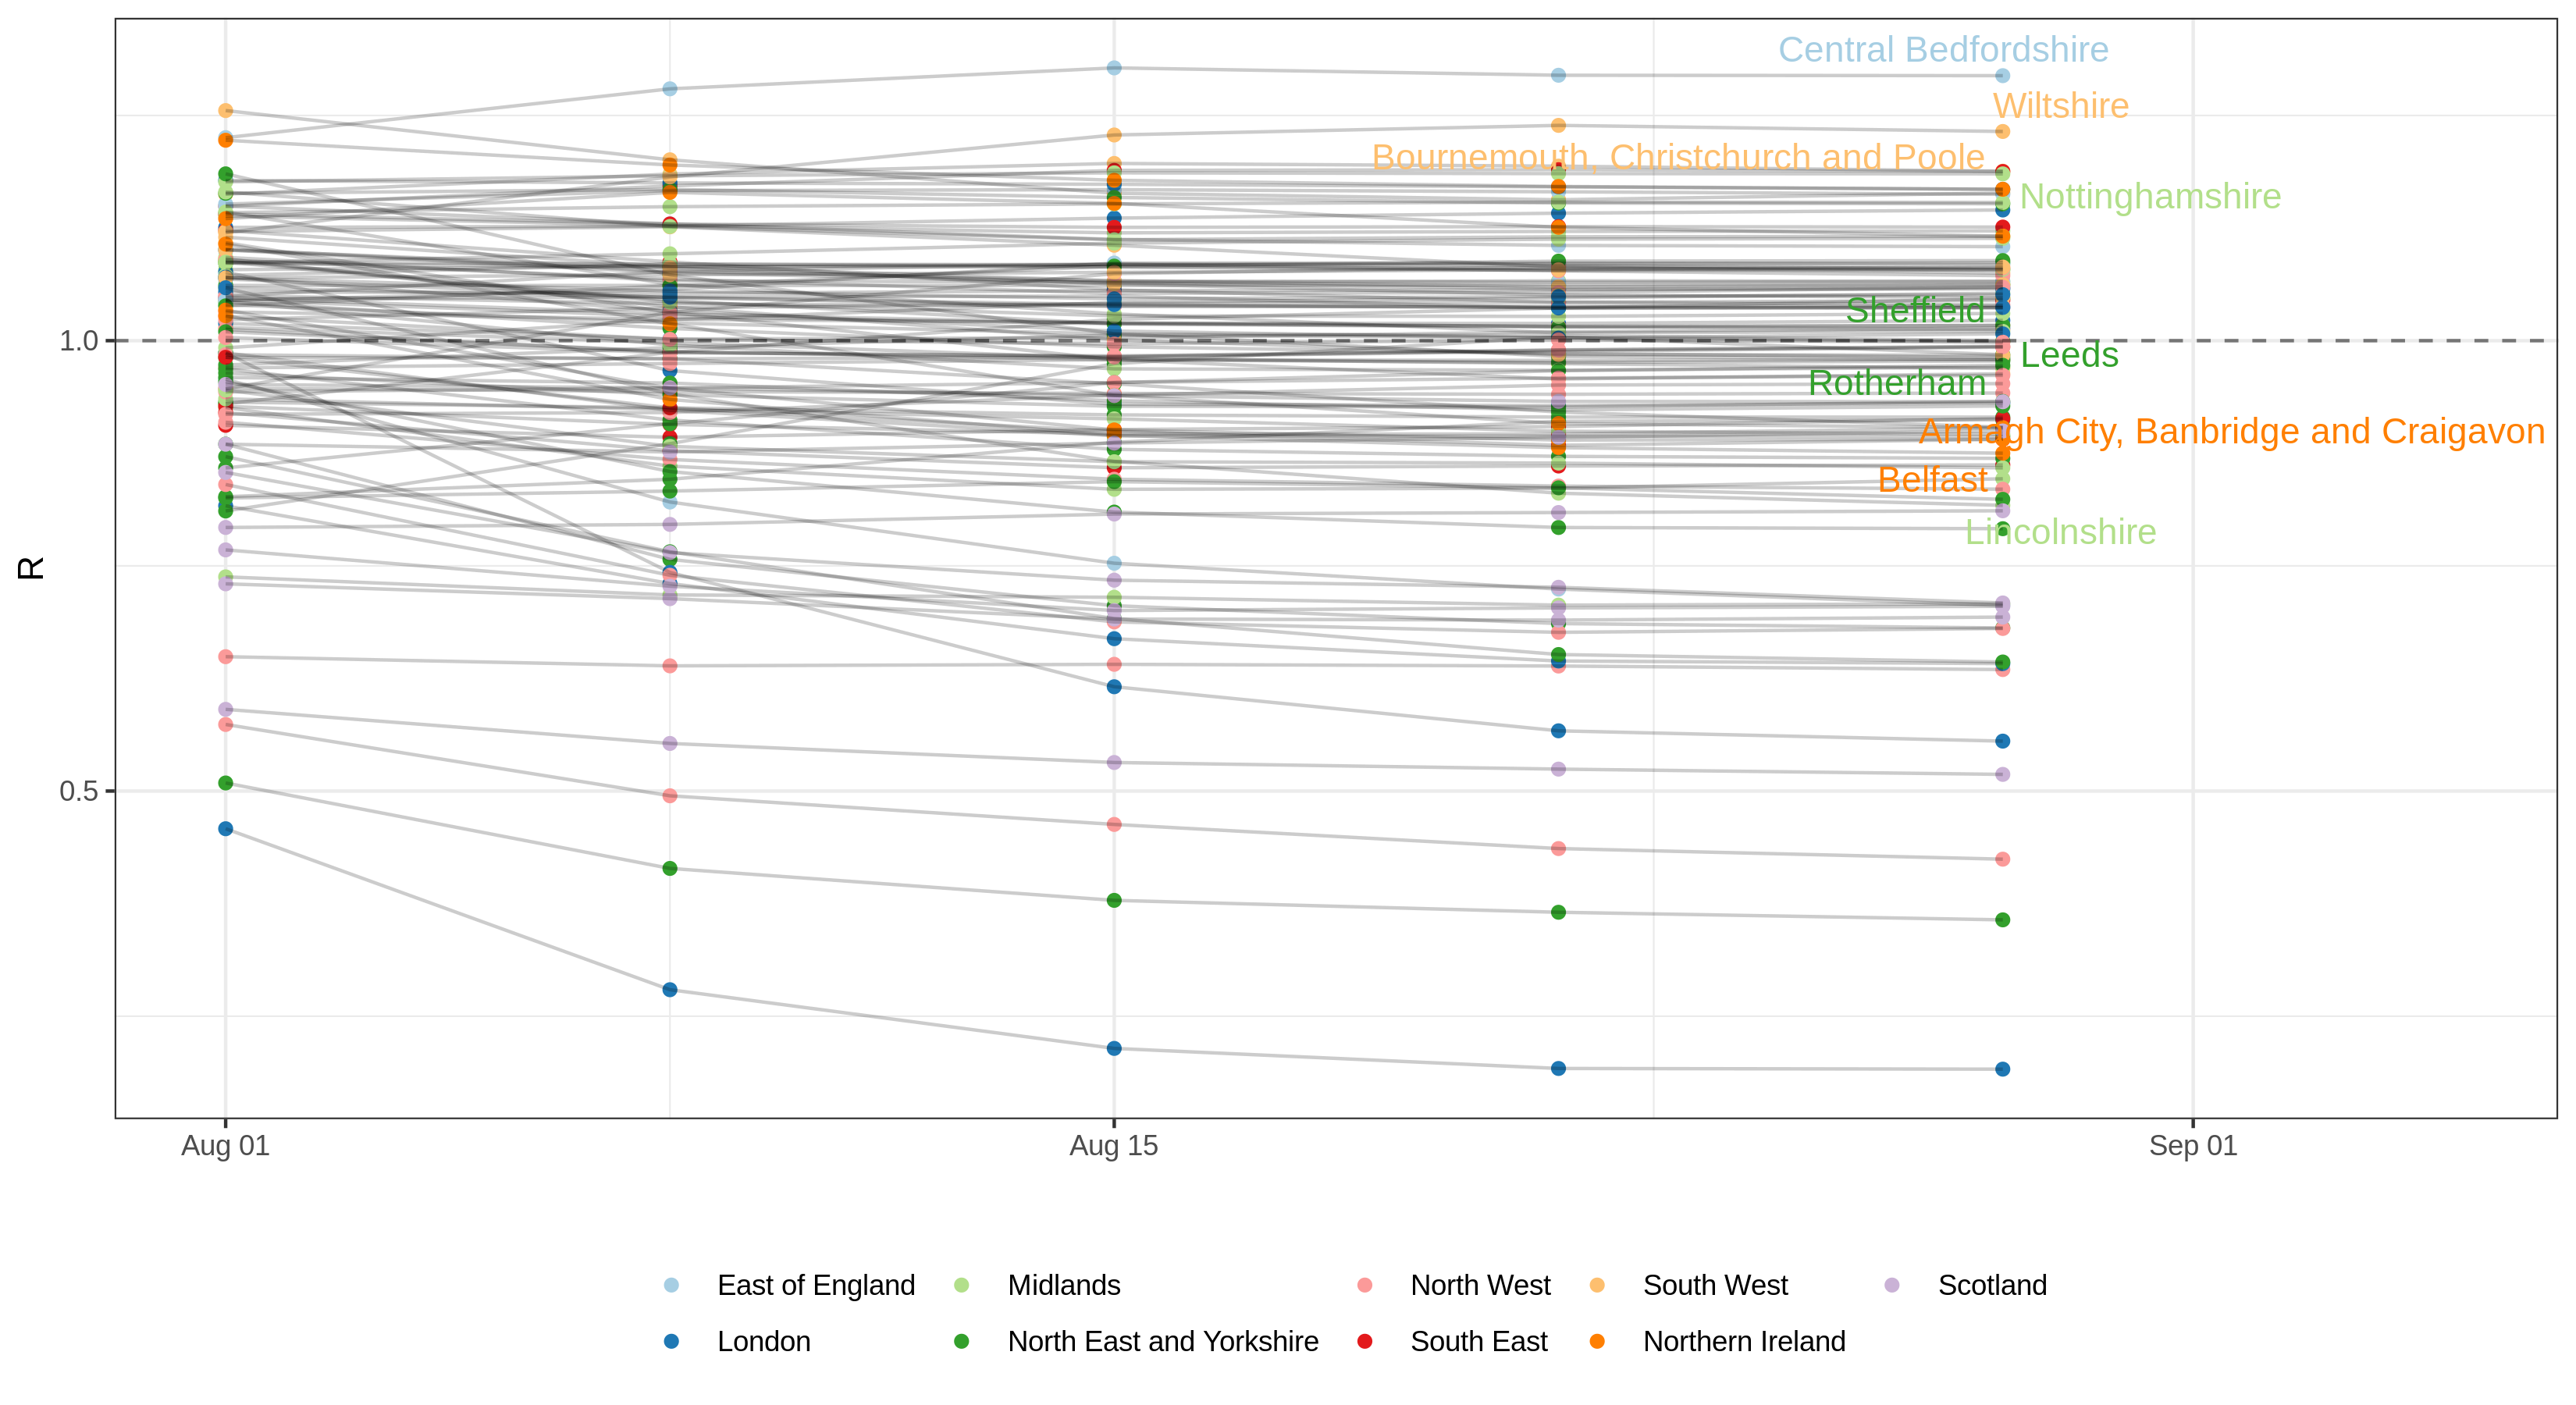 Central Bedfordshire
Wiltshire
Bournemouth, Christchurch and Poole
Nottinghamshire
Sheffield
1.0
Leeds
Rotherham
Armagh City, Banbridge and Craigavon
Belfast
Lincolnshire
R
0.5
Aug 01 Aug 15 Sep 01
East of England Midlands North West South West Scotland
London North East and Yorkshire South East Northern Ireland